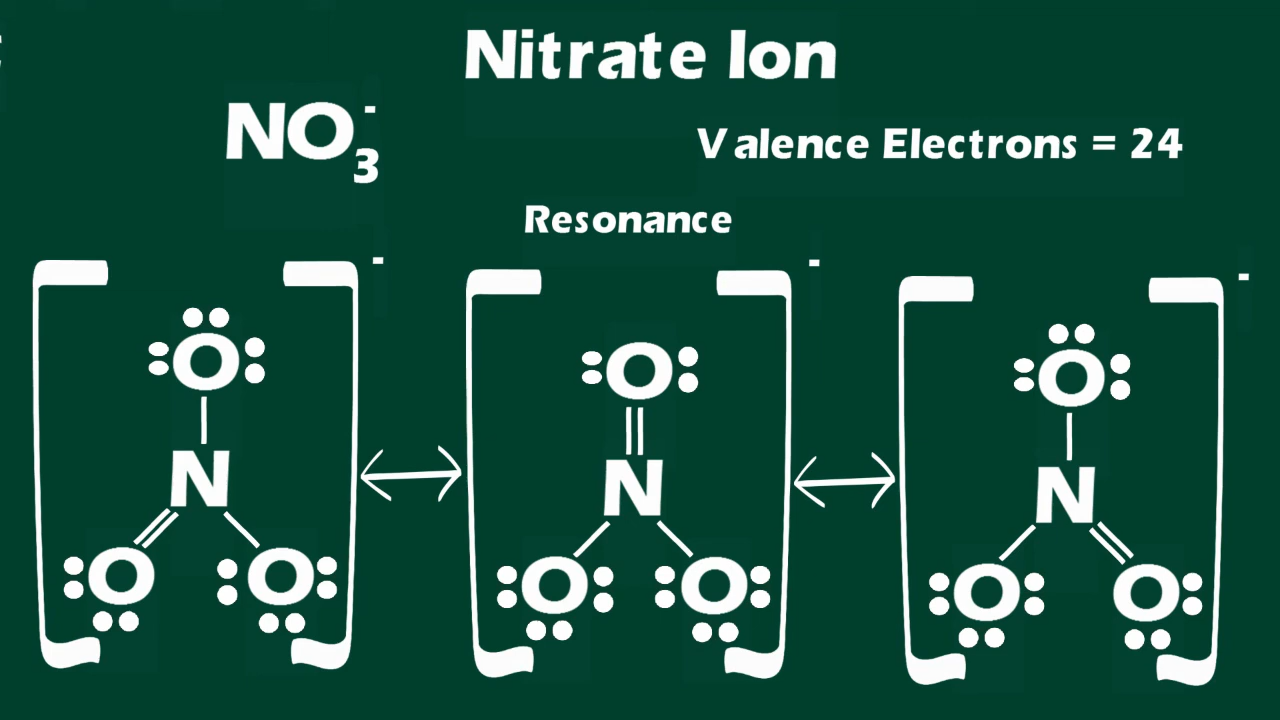 Nitrate Ion
NO₃⁻
Valence Electrons = 24
Resonance
- - -
O O O
N N N
O O O O O O